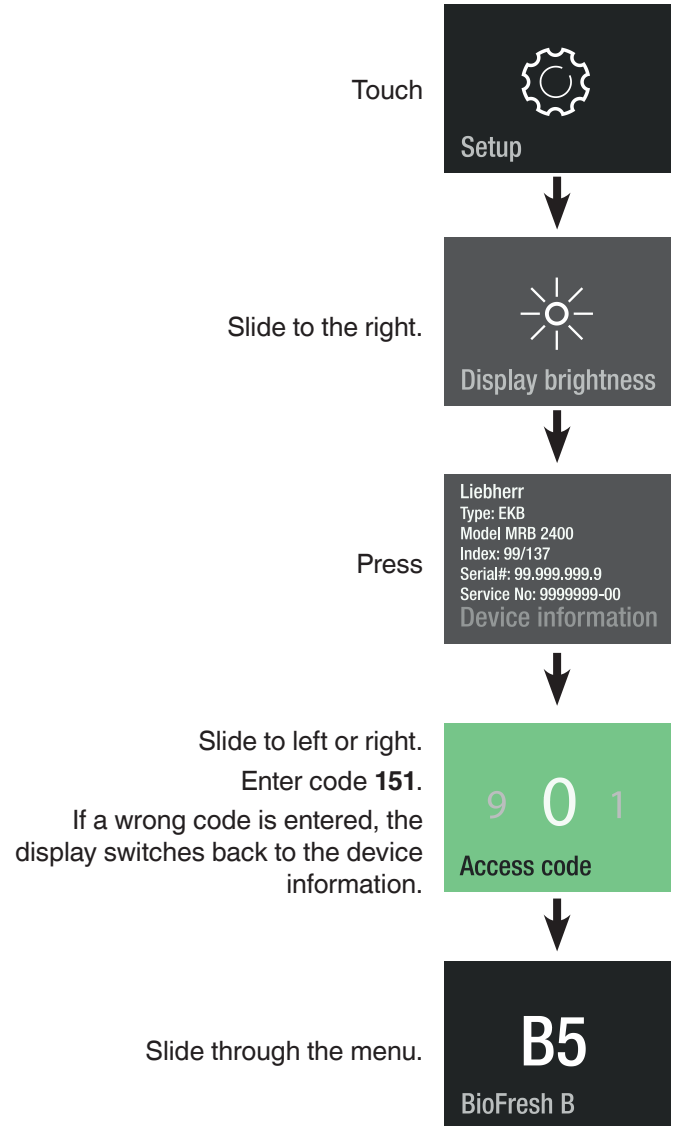 Touch
Setup
Slide to the right.
Display brightness
Press
Liebherr
Type: EKB
Model MRB 2400
Index: 99/137
Serial#: 99.999.999.9
Service No: 9999999-00
Device information
Slide to left or right.
Enter code 151.
If a wrong code is entered, the
display switches back to the device
information.
9 0 1
Access code
Slide through the menu.
B5
BioFresh B